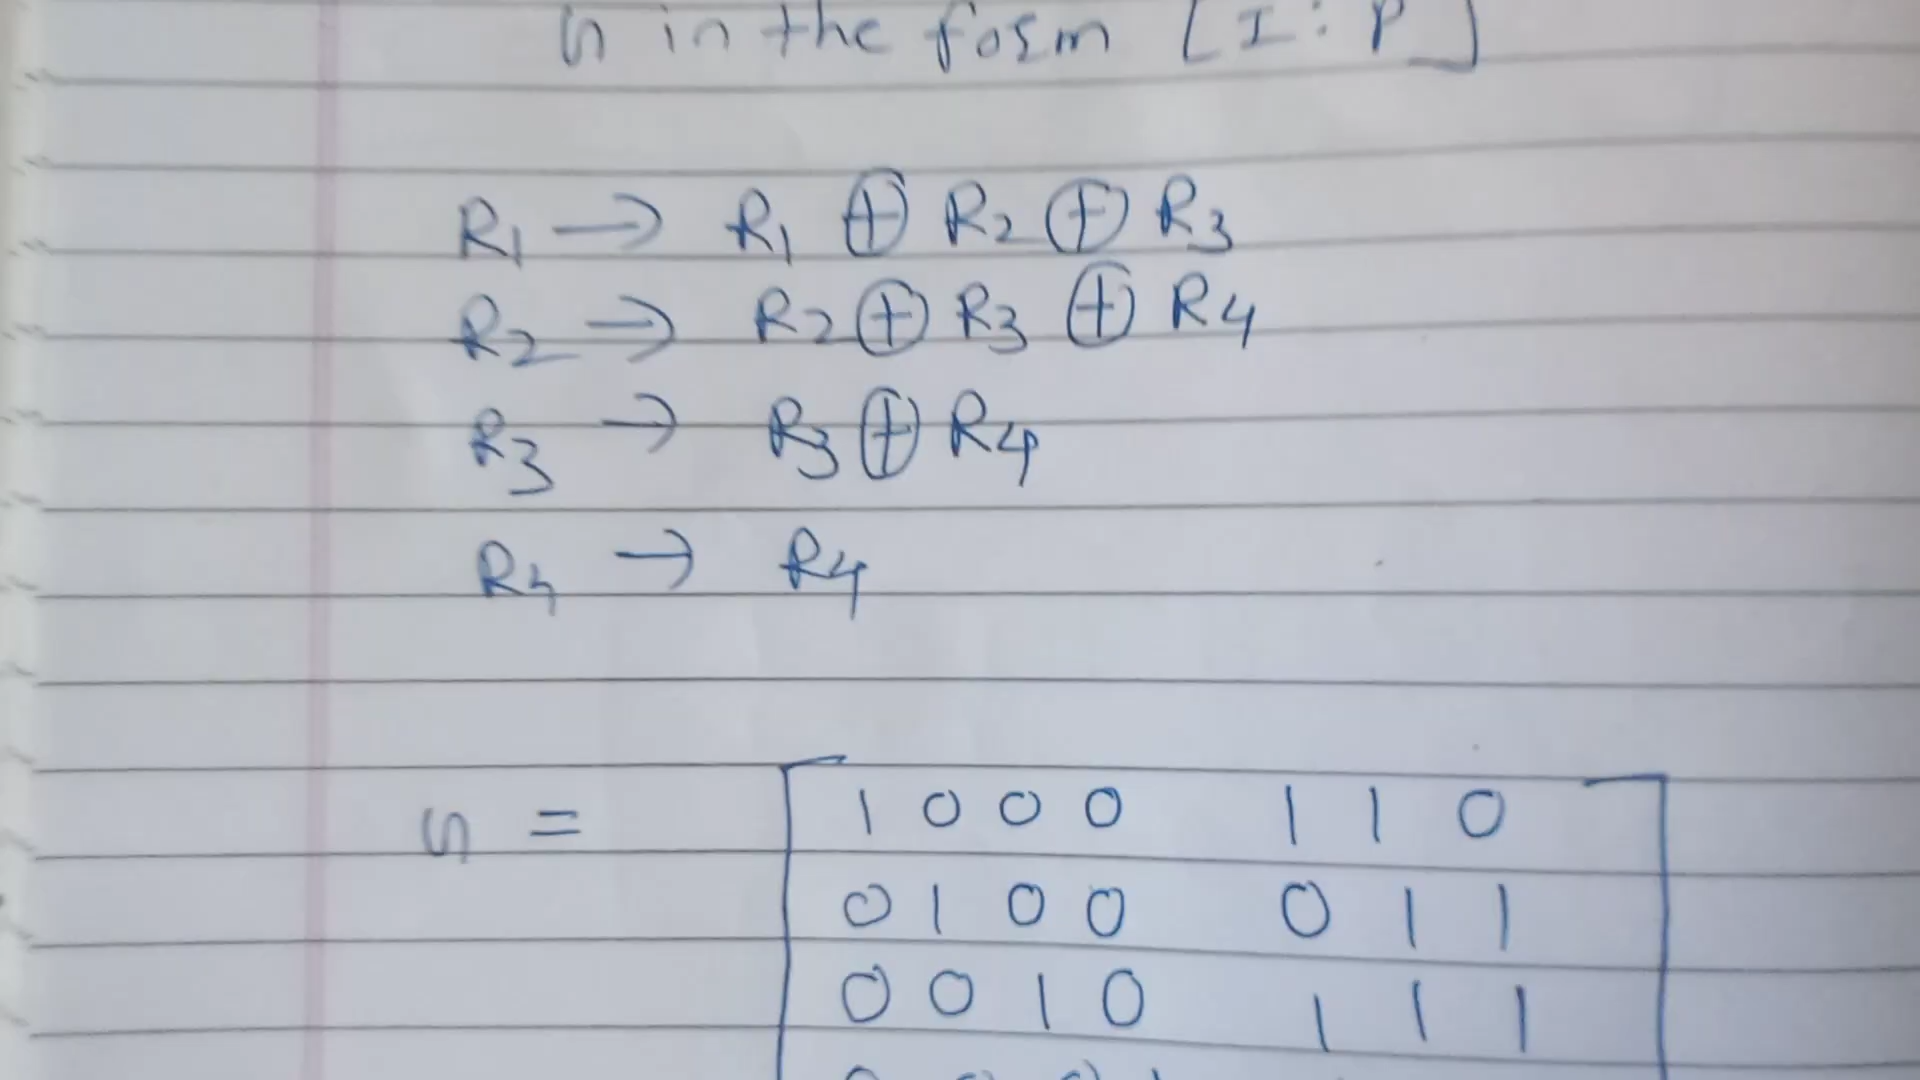 G in the form [I : P]
R1 → R1 ⊕ R2 ⊕ R3
R2 → R2 ⊕ R3 ⊕ R4
R3 → R3 ⊕ R4
R4 → R4
G =
1 0 0 0 1 1 0
0 1 0 0 0 1 1
0 0 1 0 1 1 1